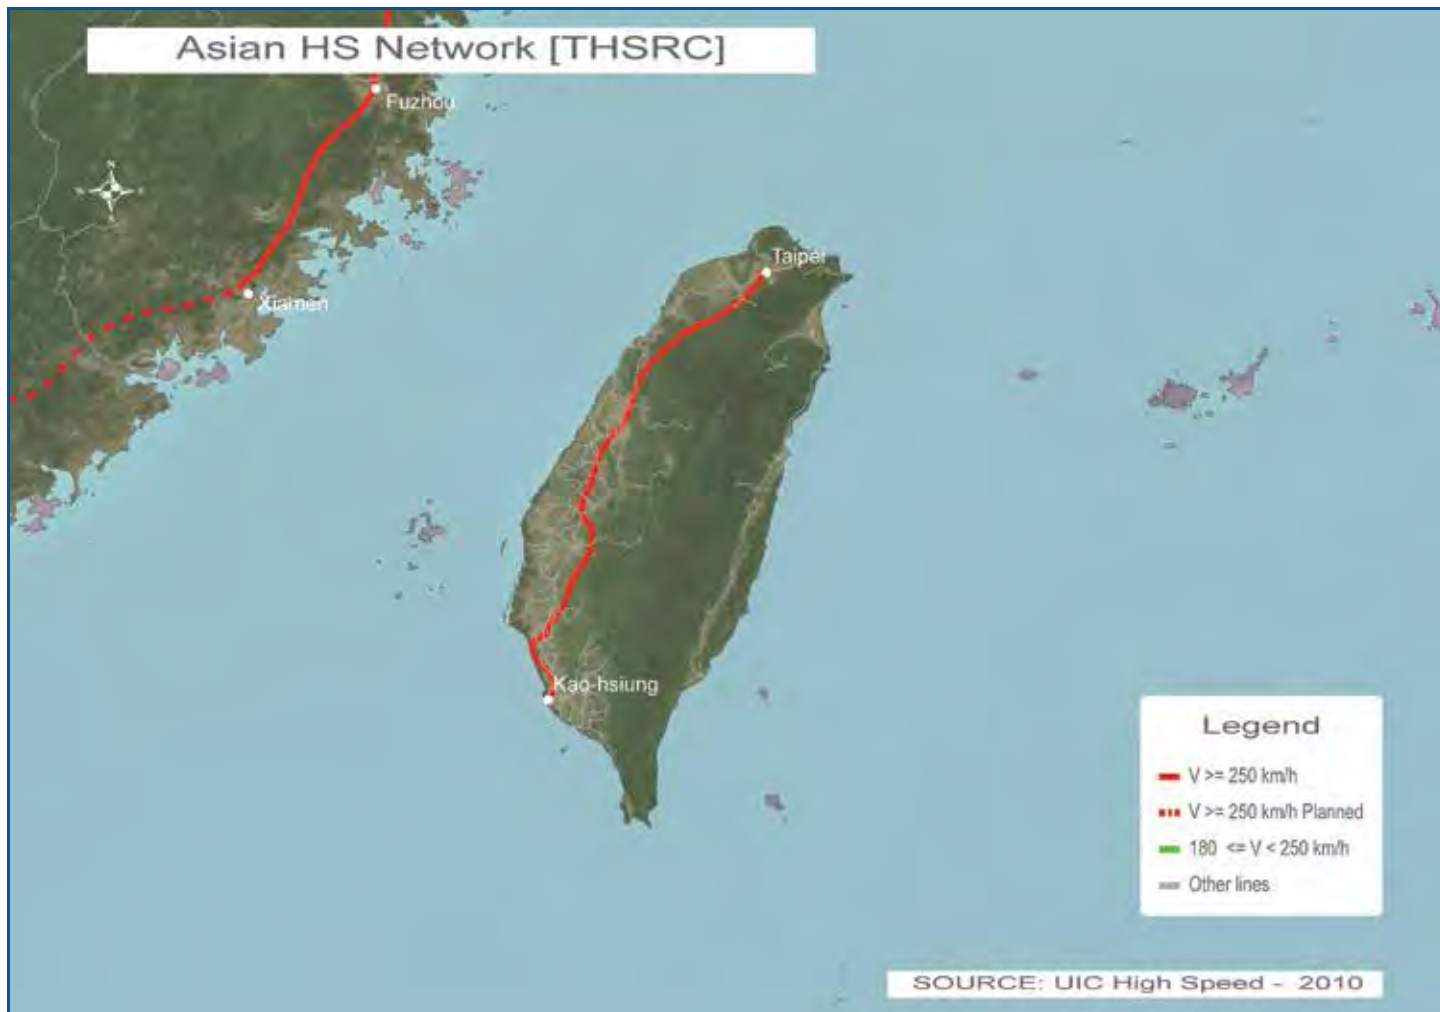 Asian HS Network [THSRC]
Fuzhou
N
W
E
S
Taipei
Xiamen
Kao-hsiung
Legend
V >= 250 km/h
V >= 250 km/h Planned
180 <= V < 250 km/h
Other lines
SOURCE: UIC High Speed - 2010